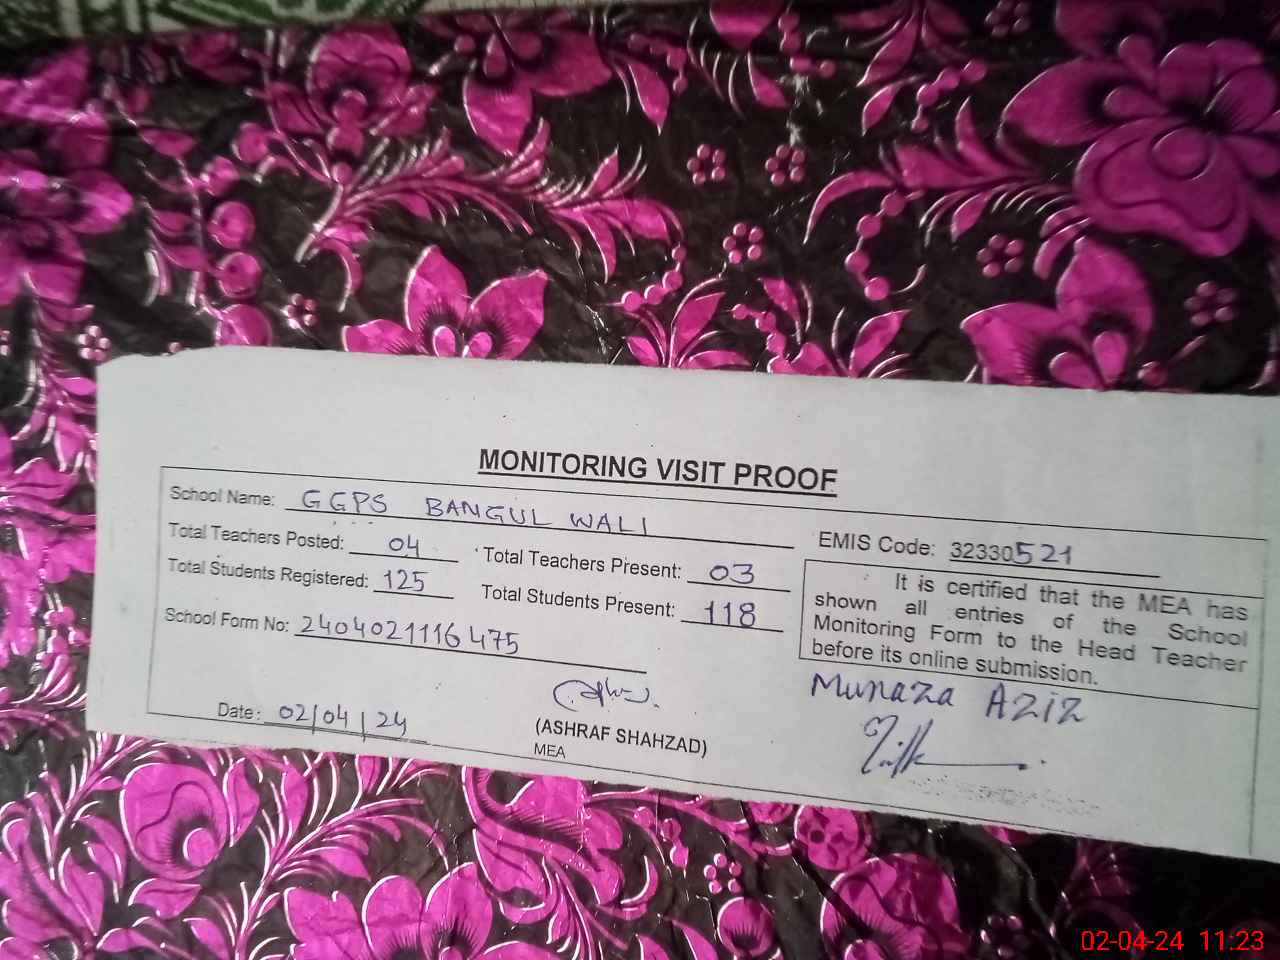 MONITORING VISIT PROOF
School Name: GGPS BANGUL WALI
EMIS Code: 32330521
Total Teachers Posted: 04
Total Teachers Present: 03
Total Students Registered: 125
Total Students Present: 118
School Form No: 2404021116475
It is certified that the MEA has
shown all entries of the School
Monitoring Form to the Head Teacher
before its online submission.
Munaza Aziz
Date: 02/04/24
(ASHRAF SHAHZAD)
MEA
02-04-24 11:23